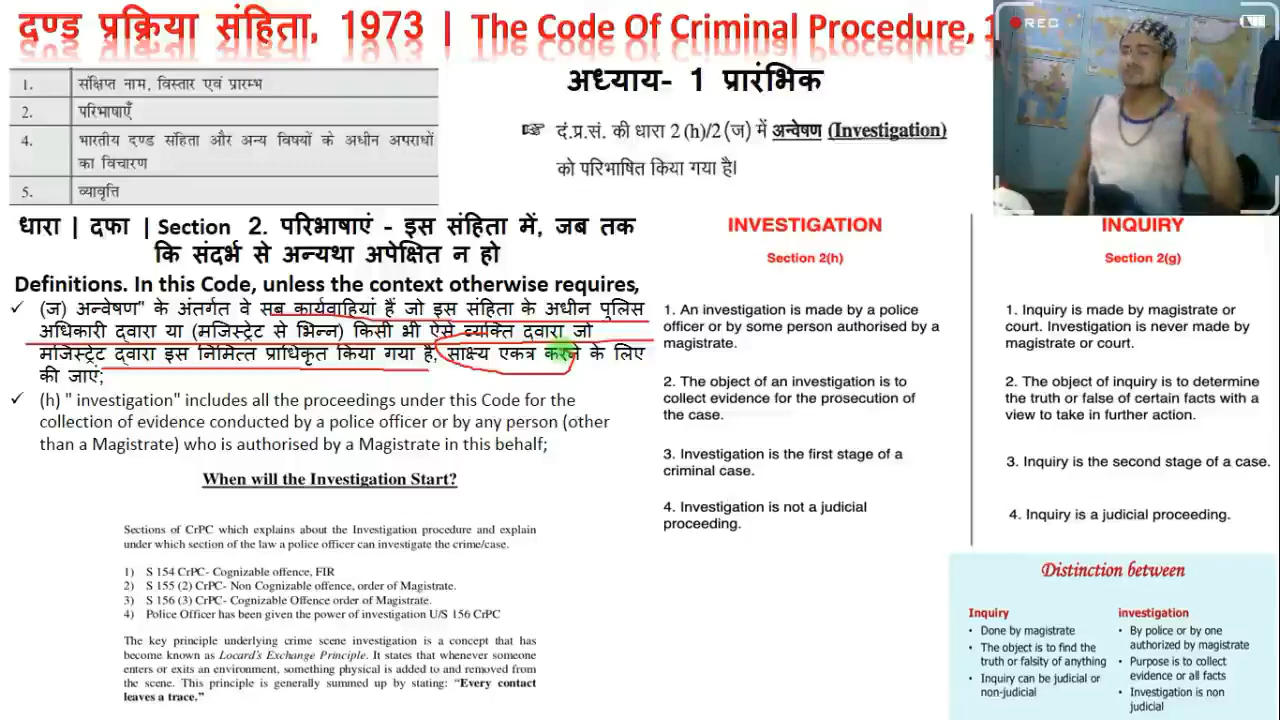 दण्ड प्रक्रिया संहिता, 1973 | The Code Of Criminal Procedure, 1
REC
1. संक्षिप्त नाम, विस्तार एवं प्रारम्भ
2. परिभाषाएँ
4. भारतीय दण्ड संहिता और अन्य विषयों के अधीन अपराधों
का विचारण
5. व्यावृत्ति
अध्याय- 1 प्रारंभिक
☞ दं.प्र.सं. की धारा 2(h)/2(ज) में अन्वेषण (Investigation)
को परिभाषित किया गया है।
धारा | दफा | Section 2. परिभाषाएं - इस संहिता में, जब तक
कि संदर्भ से अन्यथा अपेक्षित न हो
Definitions. In this Code, unless the context otherwise requires,
✓ (ज) अन्वेषण" के अंतर्गत वे सब कार्यवाहियां हैं जो इस संहिता के अधीन पुलिस
अधिकारी द्वारा या (मजिस्ट्रेट से भिन्न) किसी भी ऐसे व्यक्ति द्वारा जो
मजिस्ट्रेट द्वारा इस निमित्त प्राधिकृत किया गया है, साक्ष्य एकत्र करने के लिए
की जाएं;
✓ (h) " investigation" includes all the proceedings under this Code for the
collection of evidence conducted by a police officer or by any person (other
than a Magistrate) who is authorised by a Magistrate in this behalf;
When will the Investigation Start?
Sections of CrPC which explains about the Investigation procedure and explain
under which section of the law a police officer can investigate the crime/case.
1) S 154 CrPC- Cognizable offence, FIR
2) S 155 (2) CrPC- Non Cognizable offence, order of Magistrate.
3) S 156 (3) CrPC- Cognizable Offence order of Magistrate.
4) Police Officer has been given the power of investigation U/S 156 CrPC
The key principle underlying crime scene investigation is a concept that has
become known as Locard's Exchange Principle. It states that whenever someone
enters or exits an environment, something physical is added to and removed from
the scene. This principle is generally summed up by stating: “Every contact
leaves a trace.”
INVESTIGATION
Section 2(h)
1. An investigation is made by a police
officer or by some person authorised by a
magistrate.
2. The object of an investigation is to
collect evidence for the prosecution of
the case.
3. Investigation is the first stage of a
criminal case.
4. Investigation is not a judicial
proceeding.
INQUIRY
Section 2(g)
1. Inquiry is made by magistrate or
court. Investigation is never made by
magistrate or court.
2. The object of inquiry is to determine
the truth or false of certain facts with a
view to take in further action.
3. Inquiry is the second stage of a case.
4. Inquiry is a judicial proceeding.
Distinction between
Inquiry
• Done by magistrate
• The object is to find the
truth or falsity of anything
• Inquiry can be judicial or
non-judicial
investigation
• By police or by one
authorized by magistrate
• Purpose is to collect
evidence or all facts
• Investigation is non
judicial